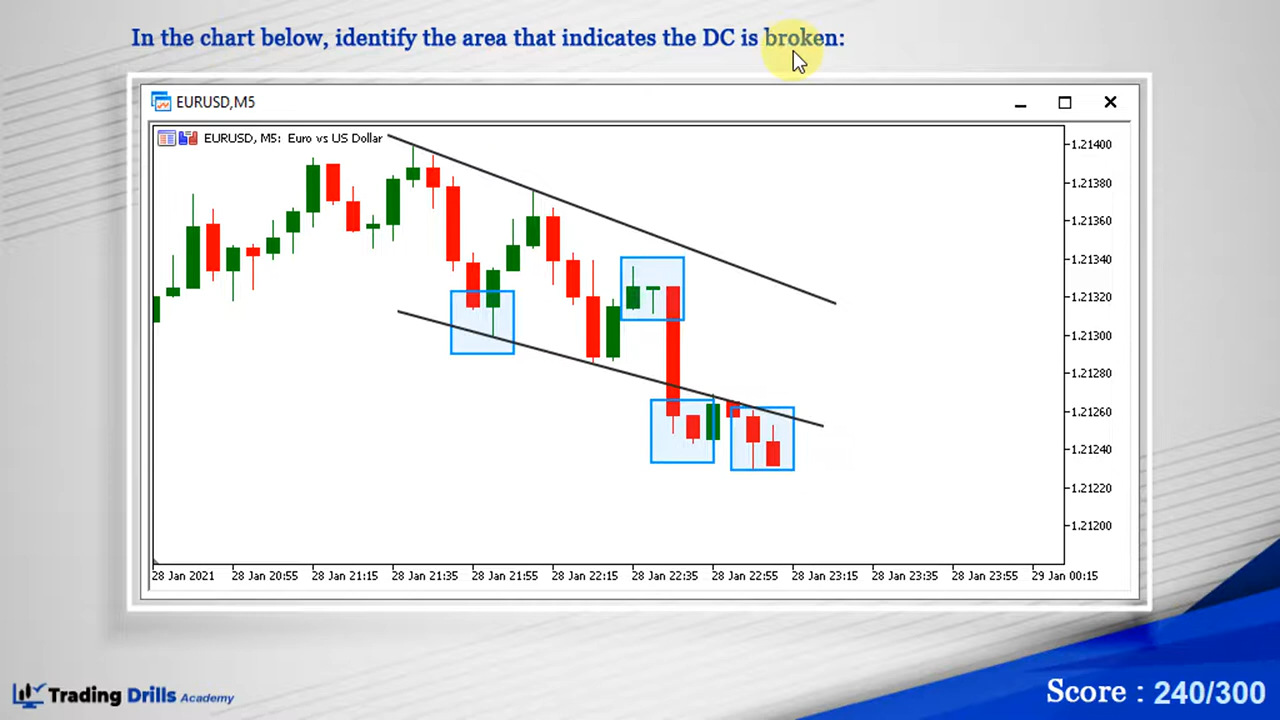 In the chart below, identify the area that indicates the DC is broken:
EURUSD,M5
EURUSD, M5: Euro vs US Dollar
1.21400
1.21380
1.21360
1.21340
1.21320
1.21300
1.21280
1.21260
1.21240
1.21220
1.21200
28 Jan 2021 28 Jan 20:55 28 Jan 21:15 28 Jan 21:35 28 Jan 21:55 28 Jan 22:15 28 Jan 22:35 28 Jan 22:55 28 Jan 23:15 28 Jan 23:35 28 Jan 23:55 29 Jan 00:15
Trading Drills Academy
Score : 240/300